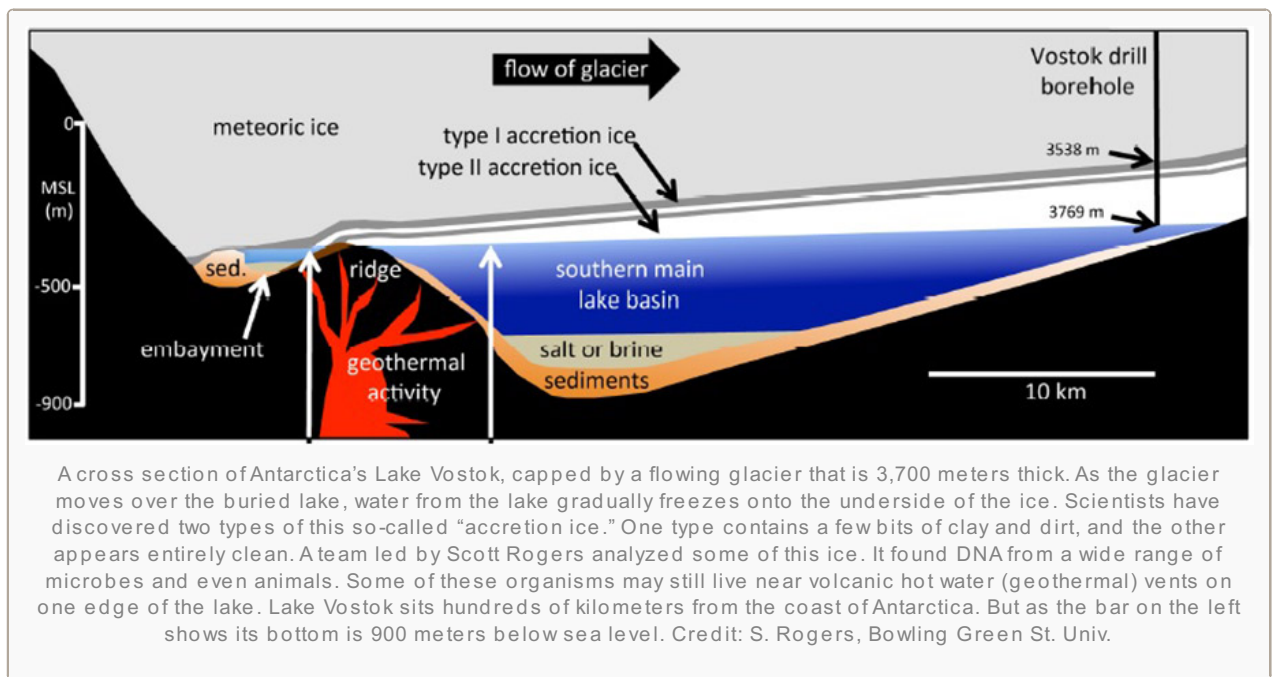 flow of glacier
Vostok drill
borehole
meteoric ice
0
type I accretion ice
type II accretion ice
3538 m
MSL
(m)
3769 m
sed.
ridge
southern main
lake basin
-500
embayment
geothermal
activity
salt or brine
sediments
10 km
-900
A cross section of Antarctica’s Lake Vostok, capped by a flowing glacier that is 3,700 meters thick. As the glacier
moves over the buried lake, water from the lake gradually freezes onto the underside of the ice. Scientists have
discovered two types of this so-called “accretion ice.” One type contains a few bits of clay and dirt, and the other
appears entirely clean. A team led by Scott Rogers analyzed some of this ice. It found DNA from a wide range of
microbes and even animals. Some of these organisms may still live near volcanic hot water (geothermal) vents on
one edge of the lake. Lake Vostok sits hundreds of kilometers from the coast of Antarctica. But as the bar on the left
shows its bottom is 900 meters below sea level. Credit: S. Rogers, Bowling Green St. Univ.